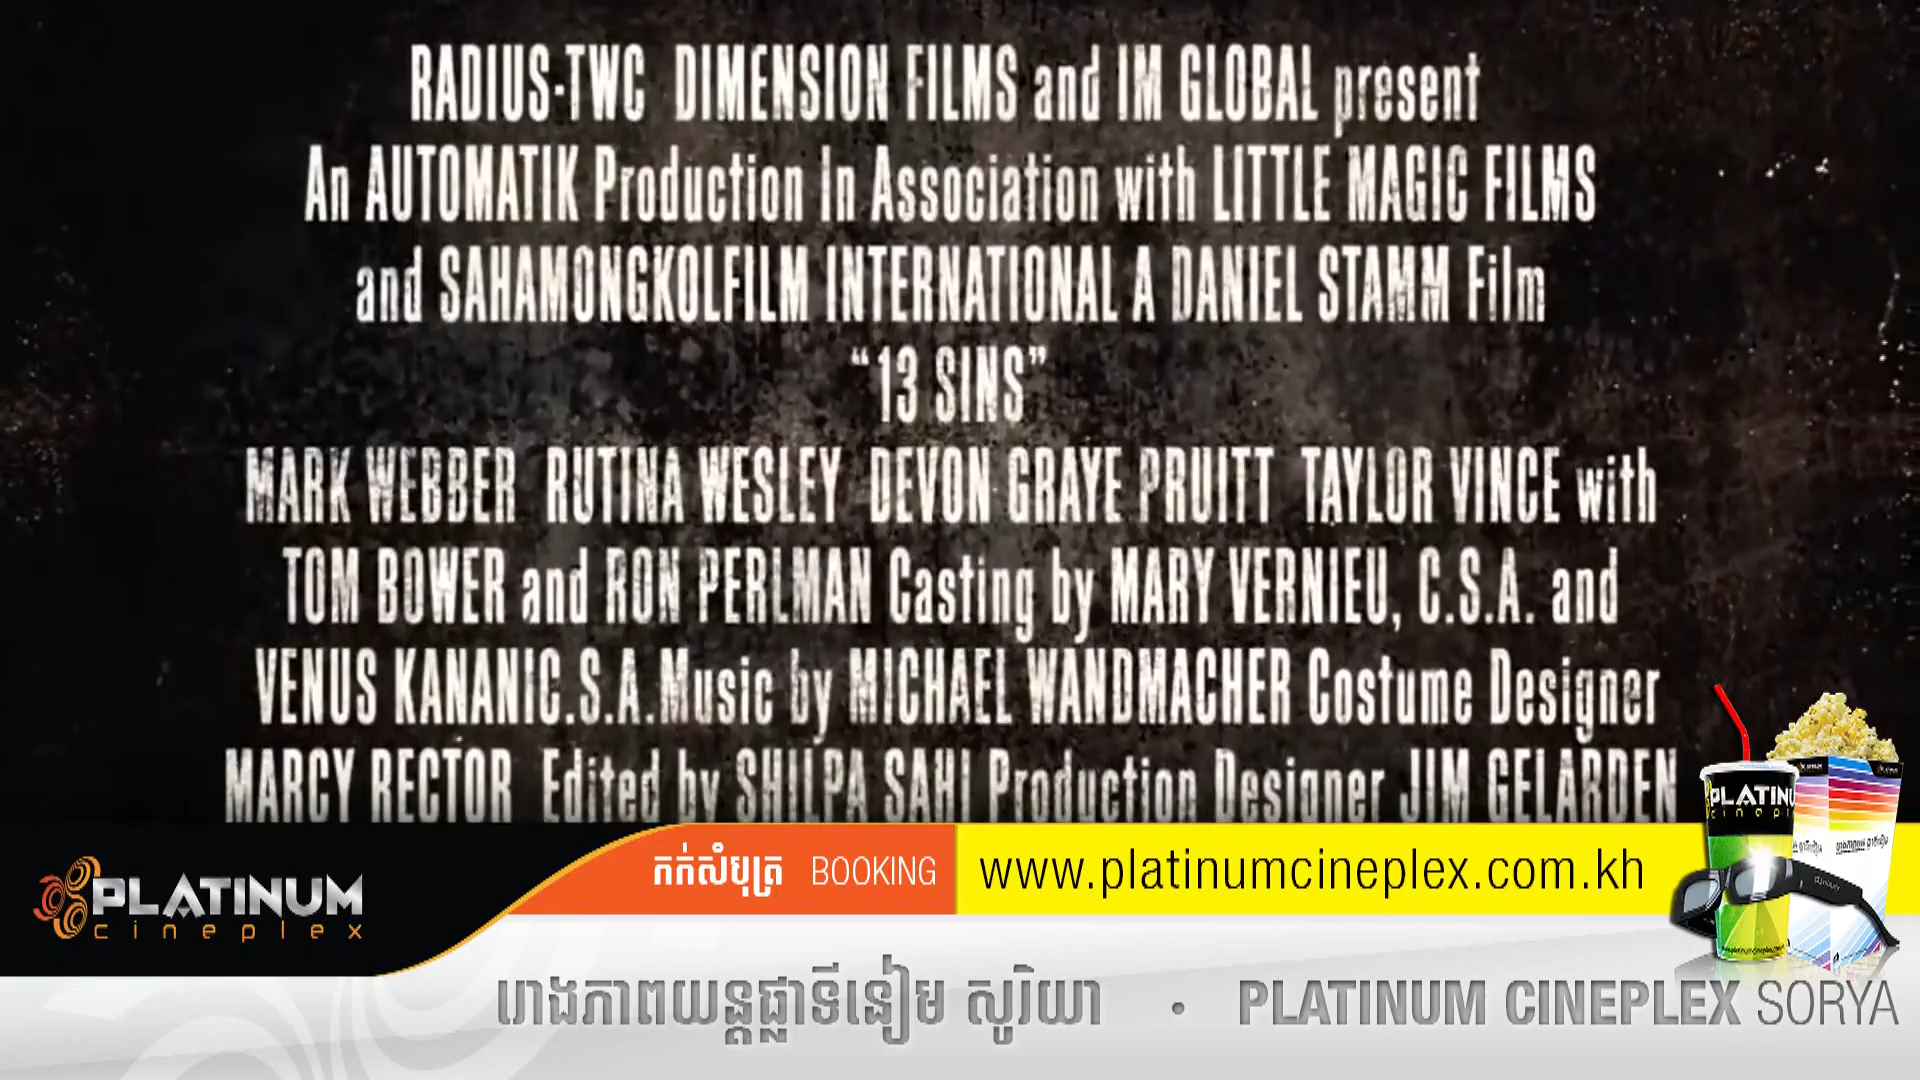 RADIUS-TWC DIMENSION FILMS and IM GLOBAL present
An AUTOMATIK Production In Association with LITTLE MAGIC FILMS
and SAHAMONGKOLFILM INTERNATIONAL A DANIEL STAMM Film
“13 SINS”
MARK WEBBER RUTINA WESLEY DEVON GRAYE PRUITT TAYLOR VINCE with
TOM BOWER and RON PERLMAN Casting by MARY VERNIEU, C.S.A. and
VENUS KANANIC.S.A.Music by MICHAEL WANDMACHER Costume Designer
MARCY RECTOR Edited by SHILPA SAHI Production Designer JIM GELARDEN
PLATINUM
cineplex
កក់សំបុត្រ BOOKING www.platinumcineplex.com.kh
រោងភាពយន្តផ្លាទីនៀម សូរិយា • PLATINUM CINEPLEX SORYA